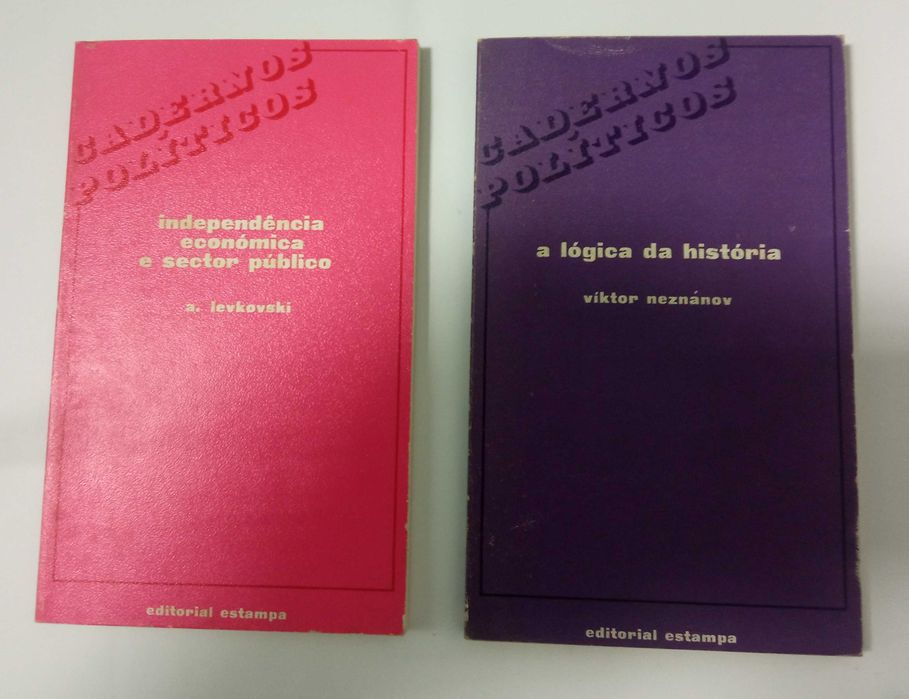 CADERNOS
POLÍTICOS
independência
económica
e sector público
a. levkovski
editorial estampa
CADERNOS
POLÍTICOS
a lógica da história
víktor neznánov
editorial estampa